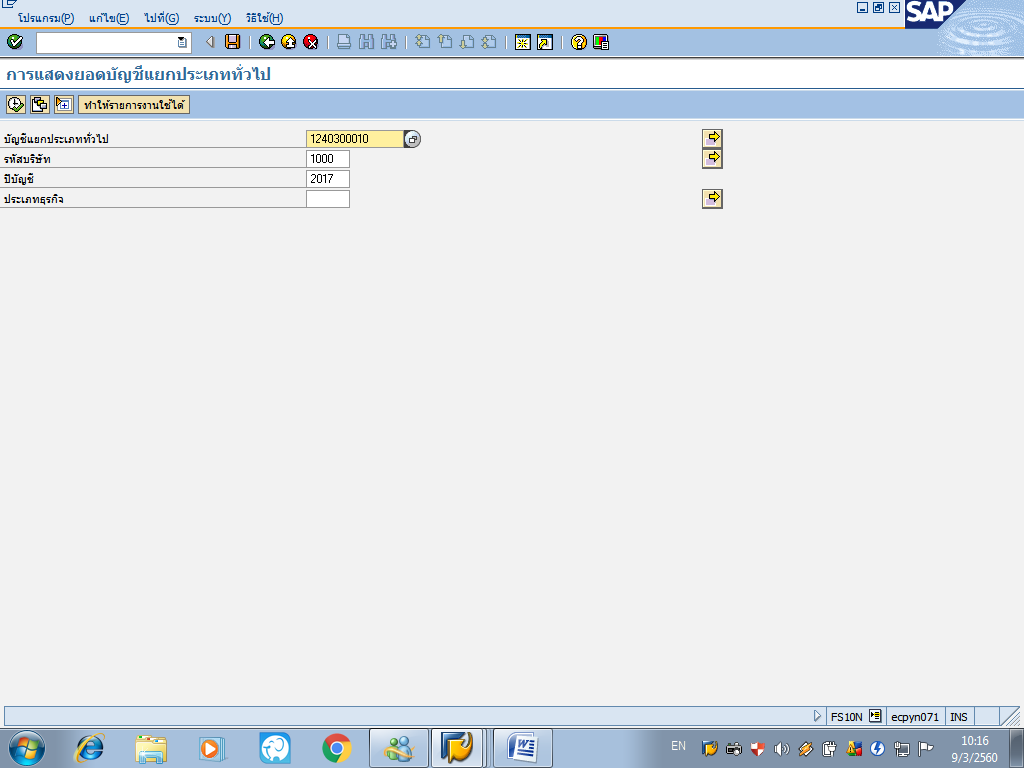 โปรแกรม(P) แก้ไข(E) ไปที่(G) ระบบ(Y) วิธีใช้(H)
SAP
การแสดงยอดบัญชีแยกประเภททั่วไป
ทำให้รายการงานใช้ได้
บัญชีแยกประเภททั่วไป 1240300010
รหัสบริษัท 1000
ปีบัญชี 2017
ประเภทธุรกิจ
FS10N ecpyn071 INS
EN 10:16
9/3/2560